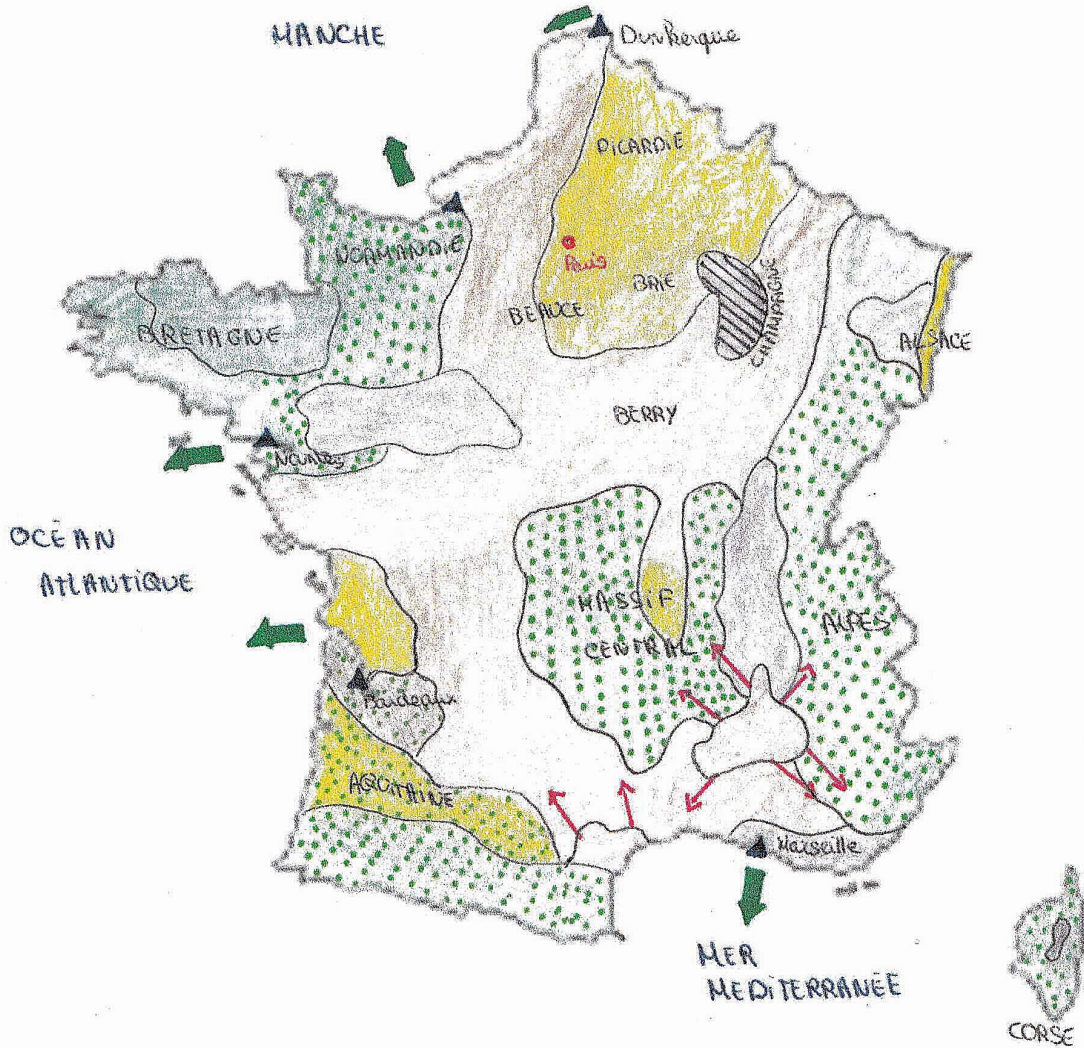 MANCHE
Dunkerque
PICARDIE
NORMANDIE
Paris
BRIE
BEAUCE
CHAMPAGNE
BRETAGNE
ALSACE
BERRY
OCÉAN
ATLANTIQUE
MASSIF
CENTRAL
ALPES
Bordeaux
AQUITAINE
Marseille
MER
MEDITERRANÉE
CORSE